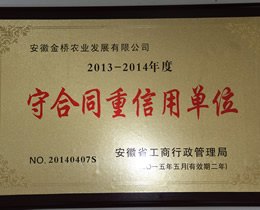 安徽金桥农业发展有限公司
2013-2014年度
守合同重信用单位
NO.20140407S 安徽省工商行政管理局
二〇一五年五月(有效期二年)